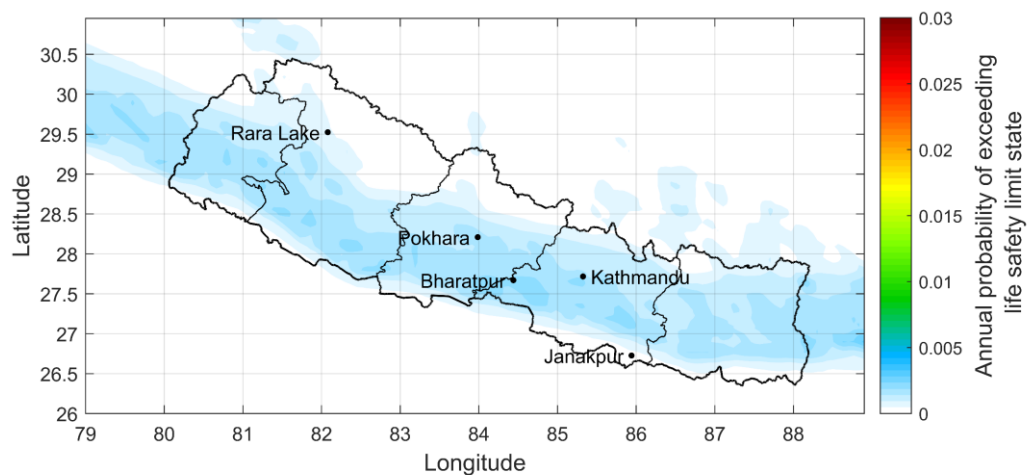 30.5
30
29.5
29
28.5
28
27.5
27
26.5
26
Latitude
Rara Lake
Pokhara
Bharatpur
Kathmandu
Janakpur
79 80 81 82 83 84 85 86 87 88
Longitude
0.03
0.025
0.02
0.015
0.01
0.005
0
Annual probability of exceeding
life safety limit state